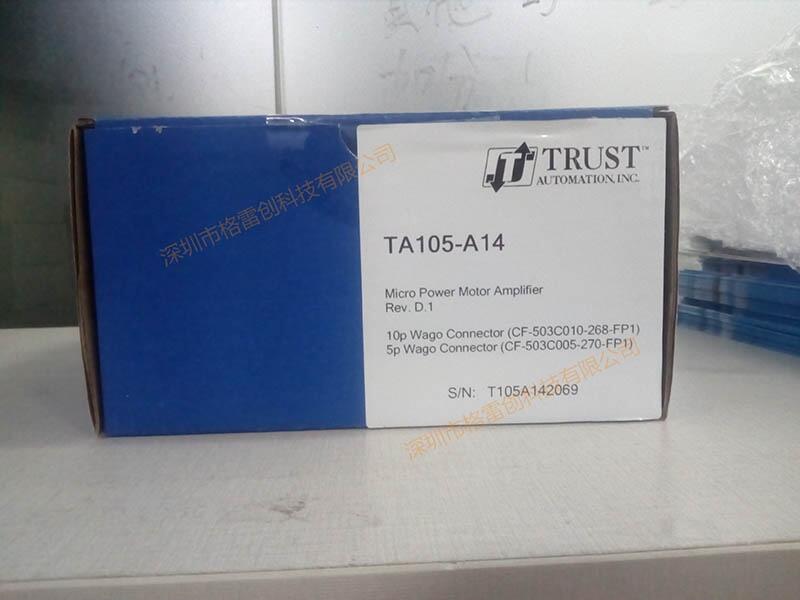 TRUST™
AUTOMATION, INC.
TA105-A14
Micro Power Motor Amplifier
Rev. D.1
10p Wago Connector (CF-503C010-268-FP1)
5p Wago Connector (CF-503C005-270-FP1)
S/N: T105A142069
深圳市格雷创科技有限公司
深圳市格雷创科技有限公司